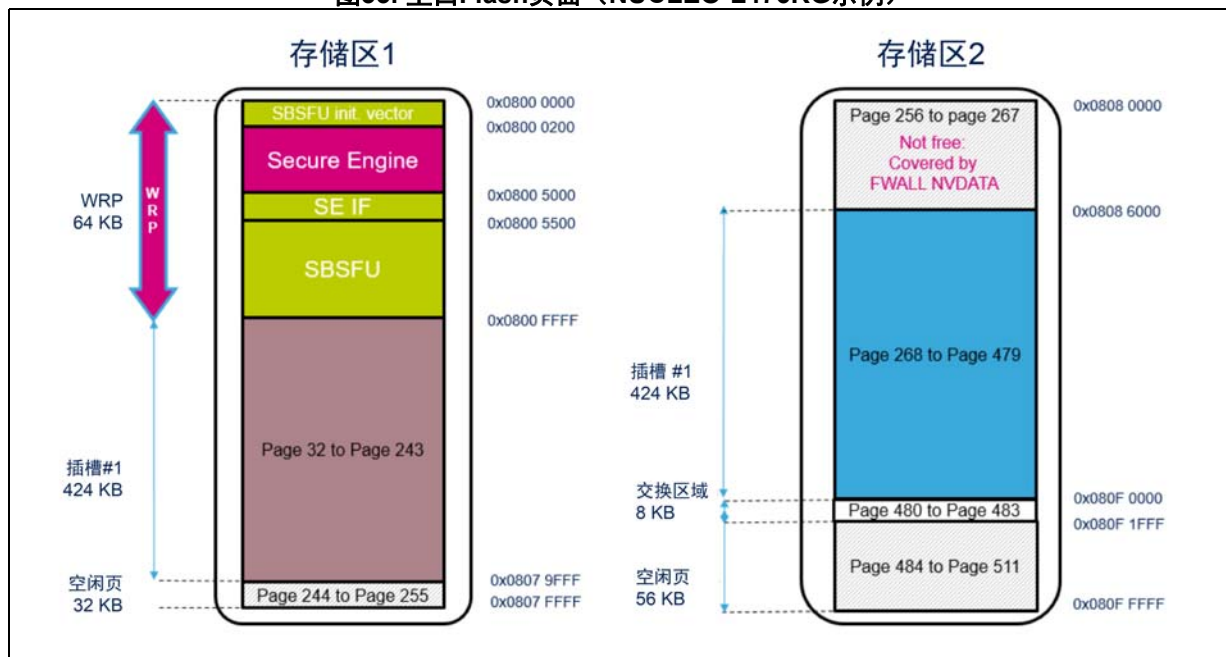 存储区1
SBSFU init. vector
Secure Engine
SE IF
SBSFU
Page 32 to Page 243
Page 244 to Page 255
WRP
64 KB
WRP
插槽#1
424 KB
空闲页
32 KB
0x0800 0000
0x0800 0200
0x0800 5000
0x0800 5500
0x0800 FFFF
0x0807 9FFF
0x0807 FFFF
存储区2
Page 256 to page 267
Not free:
Covered by
FWALL NVDATA
Page 268 to Page 479
Page 480 to Page 483
Page 484 to Page 511
插槽 #1
424 KB
交换区域
8 KB
空闲页
56 KB
0x0808 0000
0x0808 6000
0x080F 0000
0x080F 1FFF
0x080F FFFF